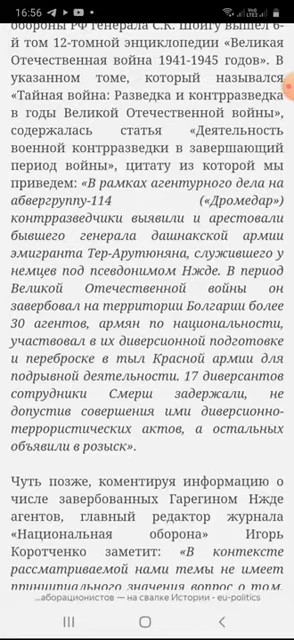 16:56
обороны РФ генерала С.К. Шойгу вышел 6-
й том 12-томной энциклопедии «Великая
Отечественная война 1941-1945 годов». В
указанном томе, который назывался
«Тайная война: Разведка и контрразведка
в годы Великой Отечественной войны»,
содержалась статья «Деятельность
военной контрразведки в завершающий
период войны», цитату из которой мы
приведем: «В рамках агентурного дела на
абвергруппу-114 («Дромедар»)
контрразведчики выявили и арестовали
бывшего генерала дашнакской армии
эмигранта Тер-Арутюняна, служившего у
немцев под псевдонимом Нжде. В период
Великой Отечественной войны он
завербовал на территории Болгарии более
30 агентов, армян по национальности,
участвовал в их диверсионной подготовке
и переброске в тыл Красной армии для
подрывной деятельности. 17 диверсантов
сотрудники Смерш задержали, не
допустив совершения ими диверсионно-
террористических актов, а остальных
объявили в розыск».
Чуть позже, коментируя информацию о
числе завербованных Гарегином Нжде
агентов, главный редактор журнала
«Национальная оборона» Игорь
Коротченко заметит: «В контексте
рассматриваемой нами темы не имеет
принципиального значения вопрос о том,
...аборационистов — на свалке Истории - eu-politics